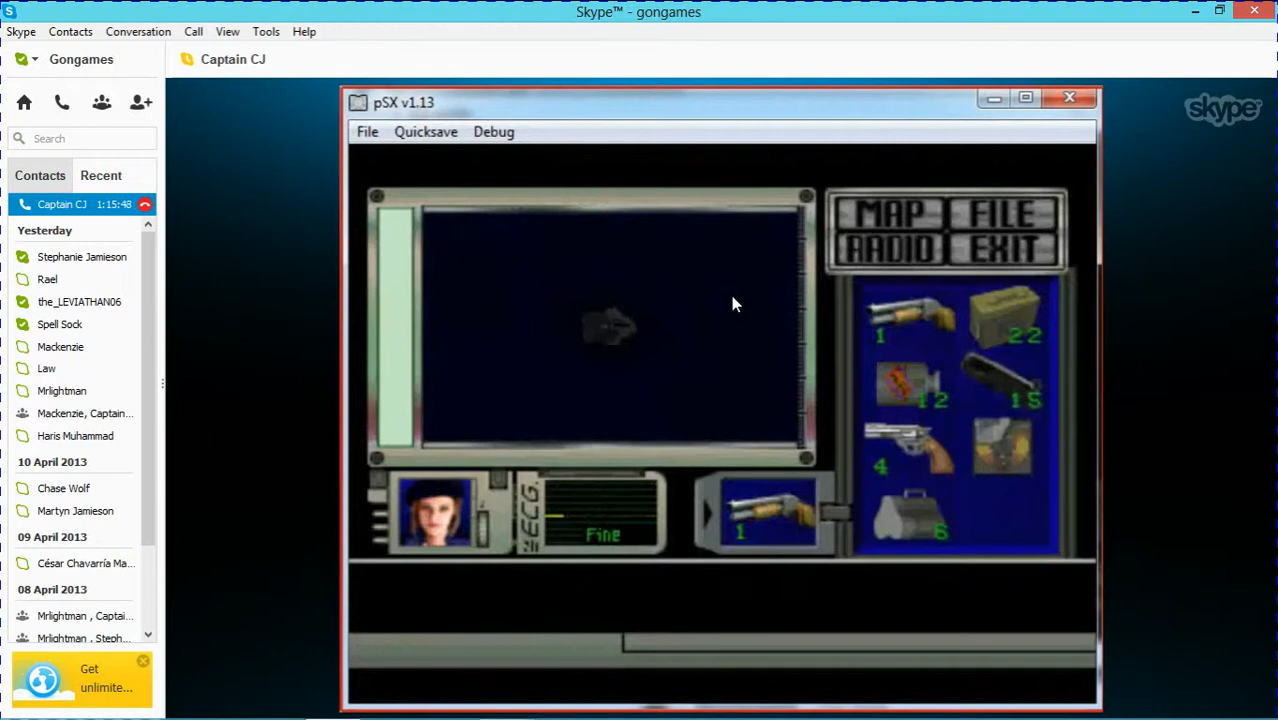 Skype™ - gongames
Skype Contacts Conversation Call View Tools Help
Gongames
Captain CJ
Search
Contacts Recent
Captain CJ 1:15:48
Yesterday
Stephanie Jamieson
Rael
the_LEVIATHAN06
Spell Sock
Mackenzie
Law
Mrlightman
Mackenzie, Captain...
Haris Muhammad
10 April 2013
Chase Wolf
Martyn Jamieson
09 April 2013
César Chavarría Ma...
08 April 2013
Mrlightman , Captai...
Mrlightman , Steph...
Get
unlimite...
skype
pSX v1.13
File Quicksave Debug
MAP FILE
RADIO EXIT
1 22
12 15
4
6
ECG.
Fine
1